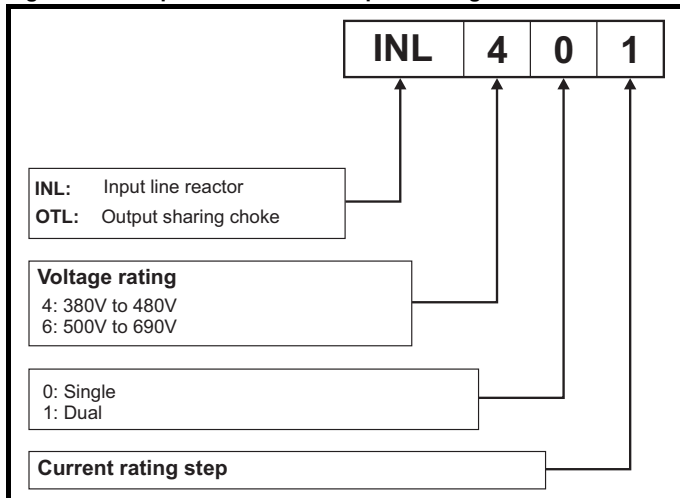 INL 4 0 1
INL: Input line reactor
OTL: Output sharing choke
Voltage rating
4: 380V to 480V
6: 500V to 690V
0: Single
1: Dual
Current rating step